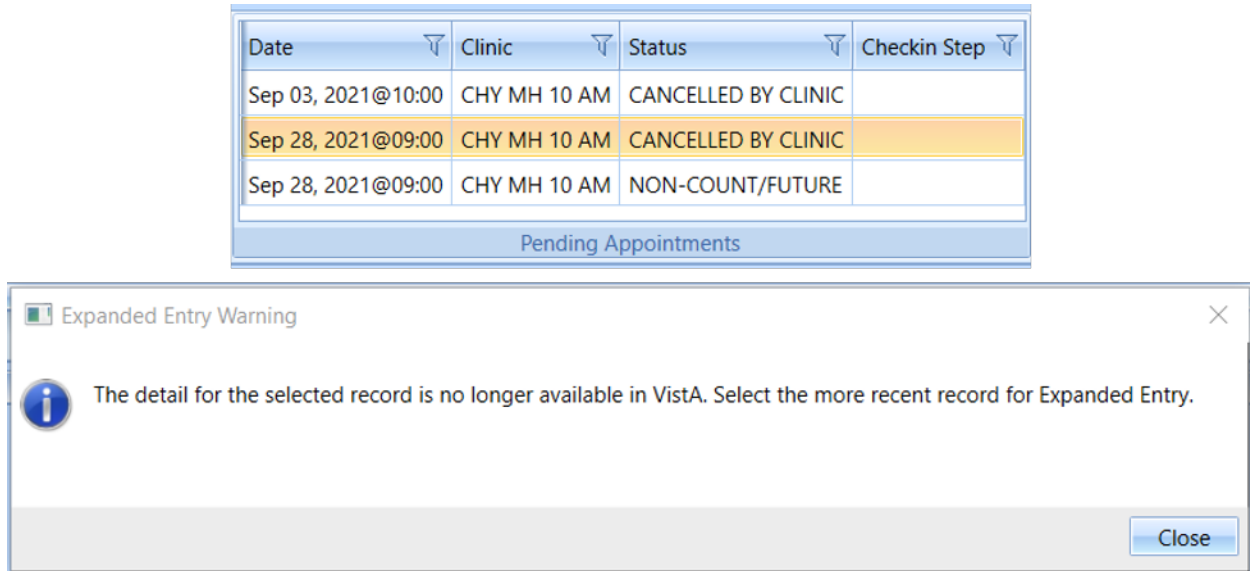 Date Clinic Status Checkin Step
Sep 03, 2021@10:00 CHY MH 10 AM CANCELLED BY CLINIC
Sep 28, 2021@09:00 CHY MH 10 AM CANCELLED BY CLINIC
Sep 28, 2021@09:00 CHY MH 10 AM NON-COUNT/FUTURE
Pending Appointments
Expanded Entry Warning
The detail for the selected record is no longer available in VistA. Select the more recent record for Expanded Entry.
Close